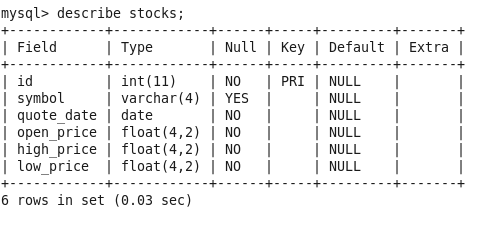 mysql> describe stocks;
+------------+------------+------+-----+---------+-------+
| Field      | Type       | Null | Key | Default | Extra |
+------------+------------+------+-----+---------+-------+
| id         | int(11)    | NO   | PRI | NULL    |       |
| symbol     | varchar(4) | YES  |     | NULL    |       |
| quote_date | date       | NO   |     | NULL    |       |
| open_price | float(4,2) | NO   |     | NULL    |       |
| high_price | float(4,2) | NO   |     | NULL    |       |
| low_price  | float(4,2) | NO   |     | NULL    |       |
+------------+------------+------+-----+---------+-------+
6 rows in set (0.03 sec)